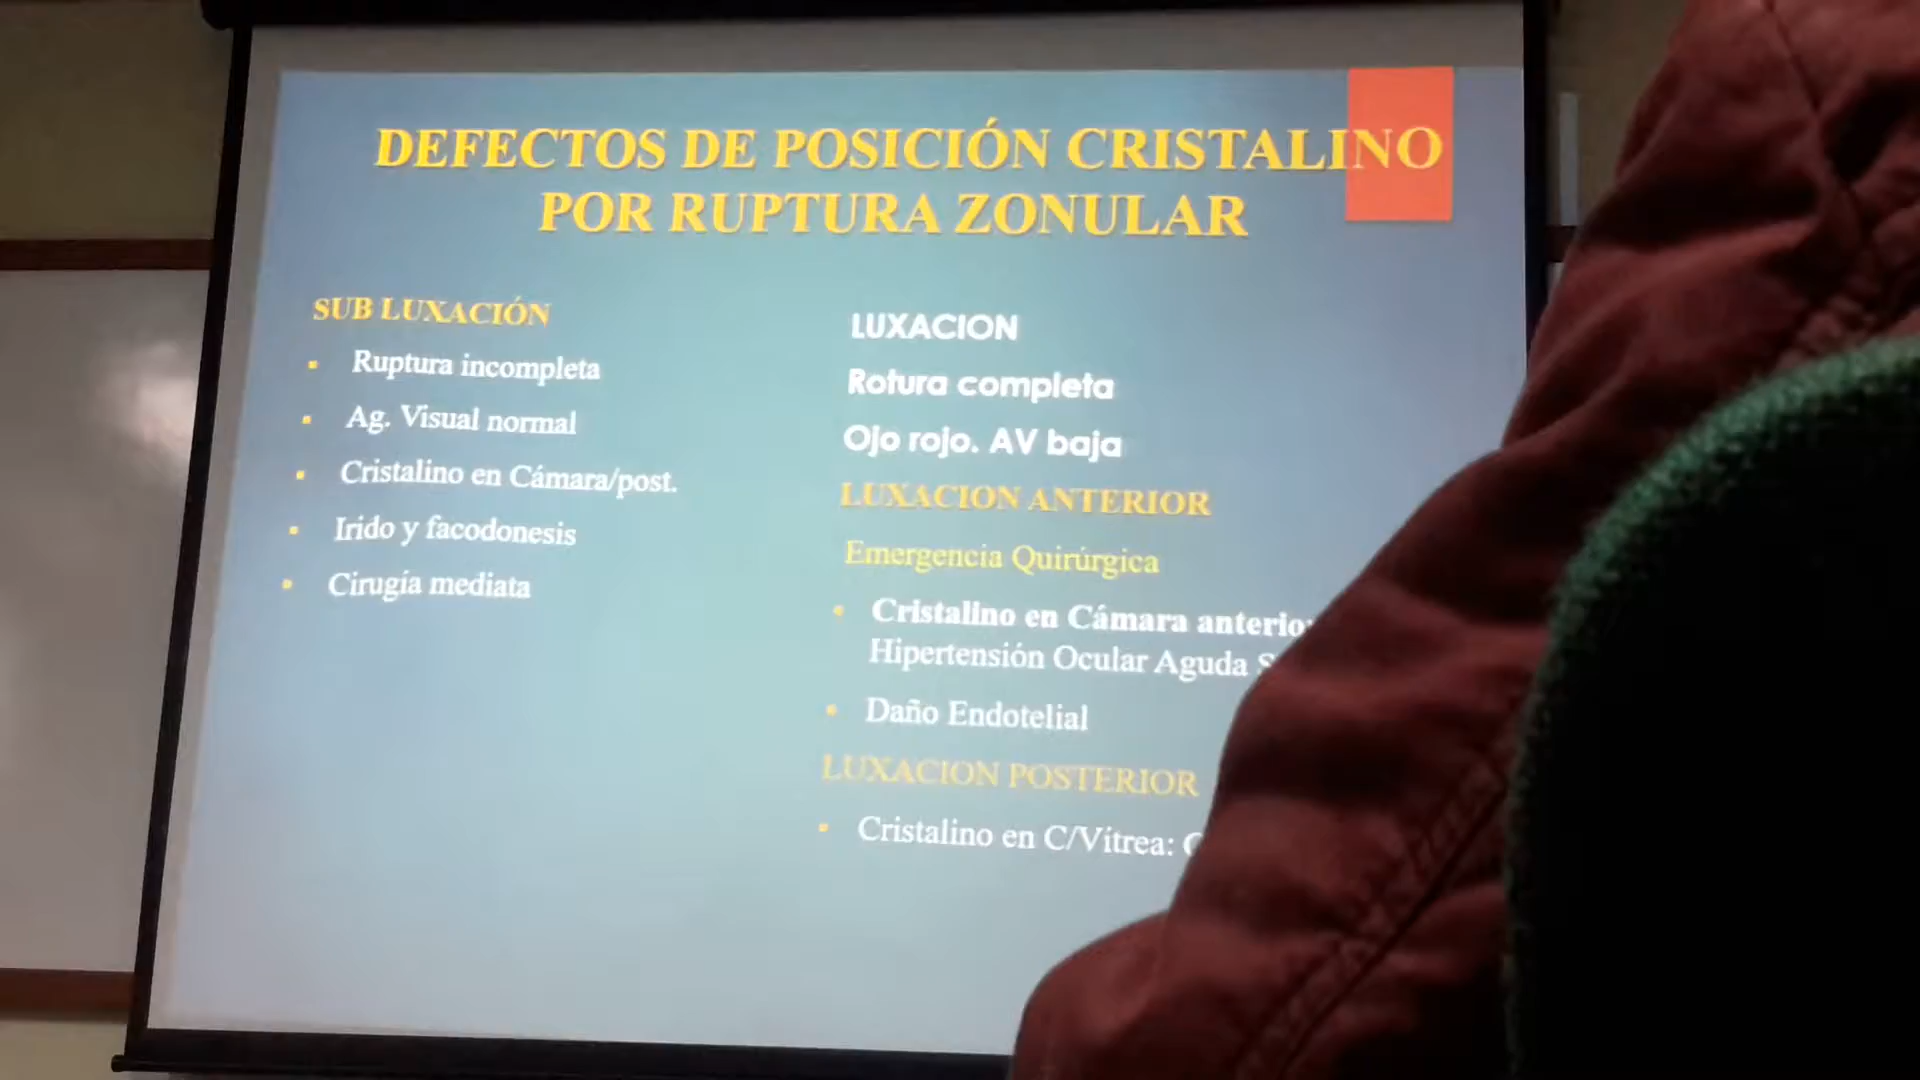 DEFECTOS DE POSICIÓN CRISTALINO
POR RUPTURA ZONULAR
SUB LUXACIÓN
Ruptura incompleta
Ag. Visual normal
Cristalino en Cámara/post.
Irido y facodonesis
Cirugía mediata
LUXACION
Rotura completa
Ojo rojo. AV baja
LUXACION ANTERIOR
Emergencia Quirúrgica
Cristalino en Cámara
Hipertensión Ocular Aguda
Daño Endotelial
LUXACION POSTERIOR
Cristalino en C/Vítrea: